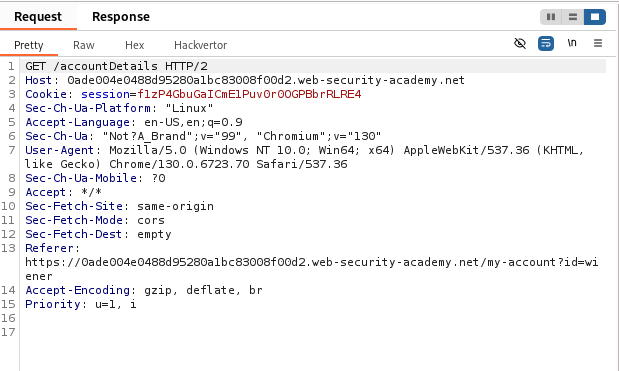 Request Response
Pretty Raw Hex Hackvertor \n
1 GET /accountDetails HTTP/2
2 Host: 0ade004e0488d95280a1bc83008f00d2.web-security-academy.net
3 Cookie: session=f1zP4GbuGaICmE1Puv0r0OGPBbrRLRE4
4 Sec-Ch-Ua-Platform: "Linux"
5 Accept-Language: en-US,en;q=0.9
6 Sec-Ch-Ua: "Not?A_Brand";v="99", "Chromium";v="130"
7 User-Agent: Mozilla/5.0 (Windows NT 10.0; Win64; x64) AppleWebKit/537.36 (KHTML,
like Gecko) Chrome/130.0.6723.70 Safari/537.36
8 Sec-Ch-Ua-Mobile: ?0
9 Accept: */*
10 Sec-Fetch-Site: same-origin
11 Sec-Fetch-Mode: cors
12 Sec-Fetch-Dest: empty
13 Referer:
https://0ade004e0488d95280a1bc83008f00d2.web-security-academy.net/my-account?id=wi
ener
14 Accept-Encoding: gzip, deflate, br
15 Priority: u=1, i
16
17